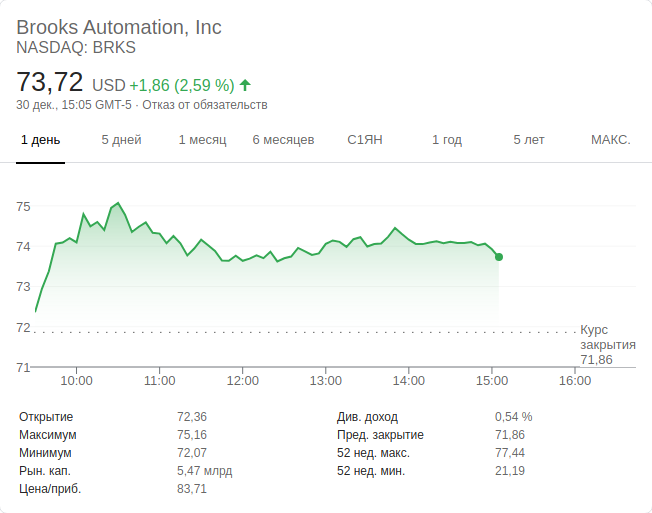 Brooks Automation, Inc
NASDAQ: BRKS
73,72 USD +1,86 (2,59 %)
30 дек., 15:05 GMT-5 · Отказ от обязательств
1 день 5 дней 1 месяц 6 месяцев С1ЯН 1 год 5 лет МАКС.
75
74
73
72
Курс
закрытия
71,86
71
10:00 11:00 12:00 13:00 14:00 15:00 16:00
Открытие 72,36 Див. доход 0,54 %
Максимум 75,16 Пред. закрытие 71,86
Минимум 72,07 52 нед. макс. 77,44
Рын. кап. 5,47 млрд 52 нед. мин. 21,19
Цена/приб. 83,71